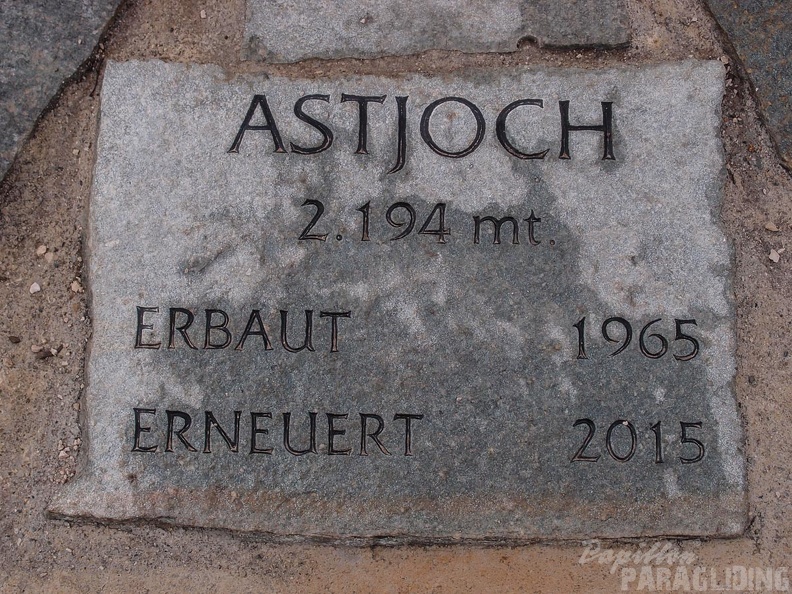 ASTJOCH
2.194 mt.
ERBAUT 1965
ERNEUERT 2015
Papillon
PARAGLIDING